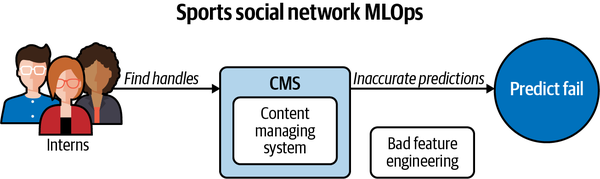 Sports social network MLOps
Find handles
Interns
CMS
Content
managing
system
Inaccurate predictions
Bad feature
engineering
Predict fail